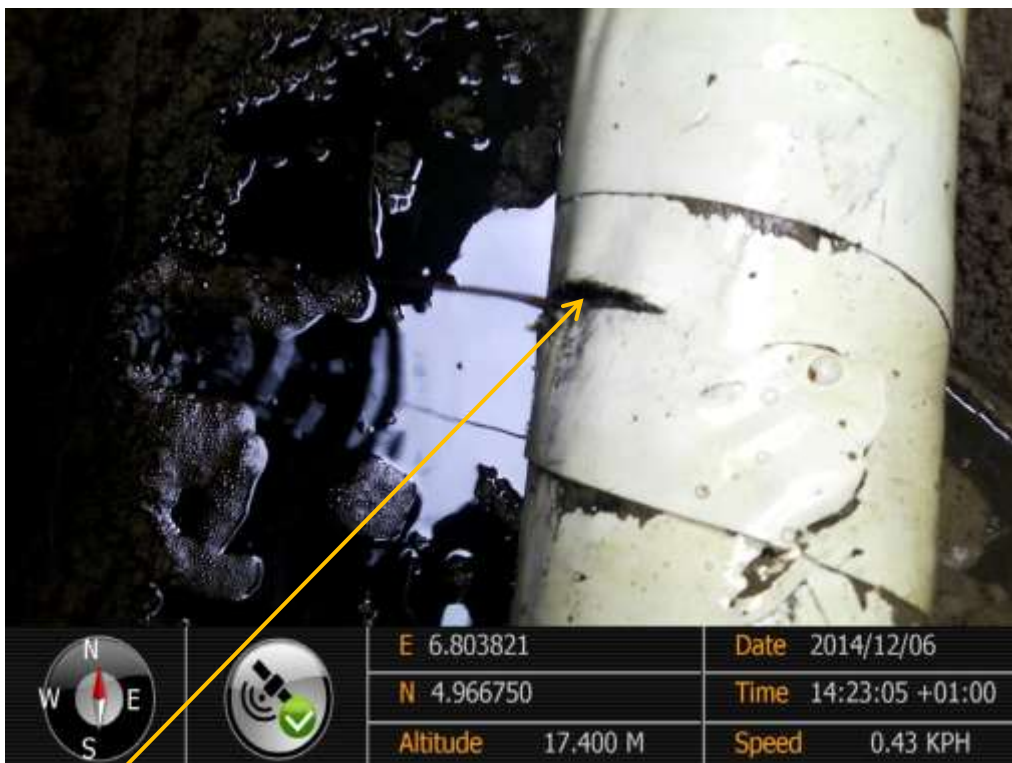 N
W E
S
E 6.803821
N 4.966750
Altitude 17.400 M
Date 2014/12/06
Time 14:23:05 +01:00
Speed 0.43 KPH